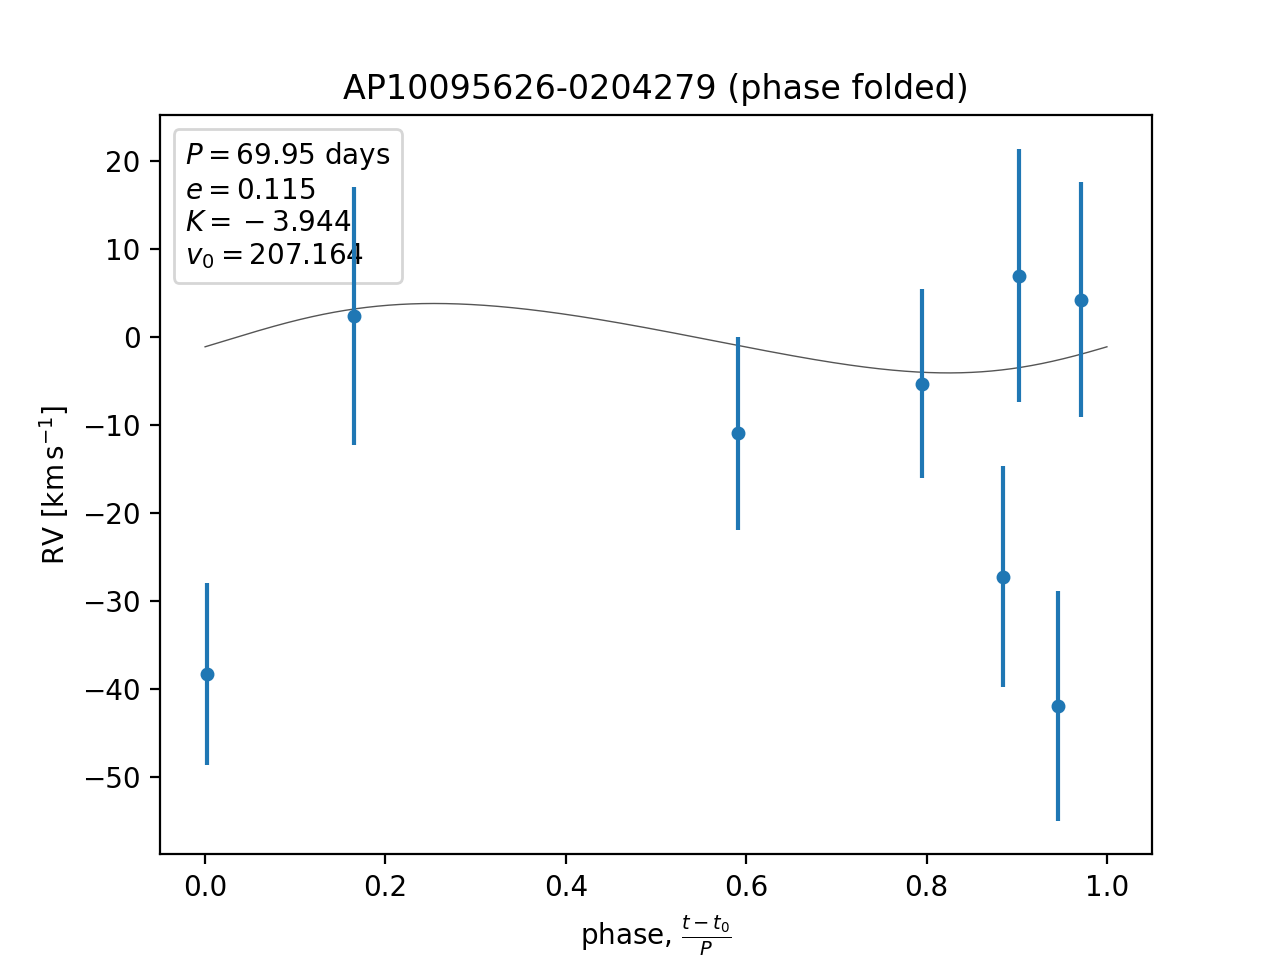 AP10095626-0204279 (phase folded)
P = 69.95 days
e = 0.115
K = −3.944
v₀ = 207.164
20
10
0
−10
−20
−30
−40
−50
RV [km s⁻¹]
0.0 0.2 0.4 0.6 0.8 1.0
phase, (t − t₀)/P